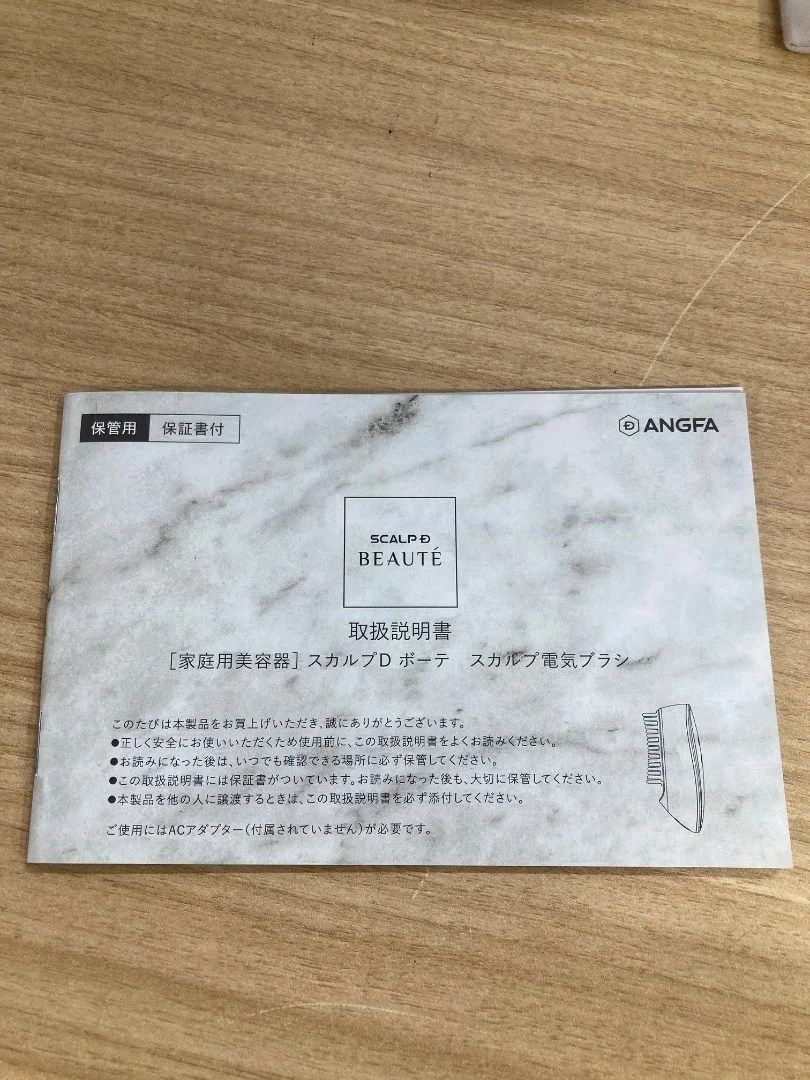 保管用 保証書付
ANGFA
SCALP D
BEAUTÉ
取扱説明書
[家庭用美容器] スカルプD ボーテ スカルプ電気ブラシ
このたびは本製品をお買上げいただき、誠にありがとうございます。
●正しく安全にお使いいただくため使用前に、この取扱説明書をよくお読みください。
●お読みになった後は、いつでも確認できる場所に必ず保管してください。
●この取扱説明書には保証書がついています。お読みになった後も、大切に保管してください。
●本製品を他の人に譲渡するときは、この取扱説明書を必ず添付してください。
ご使用にはACアダプター(付属されていません)が必要です。